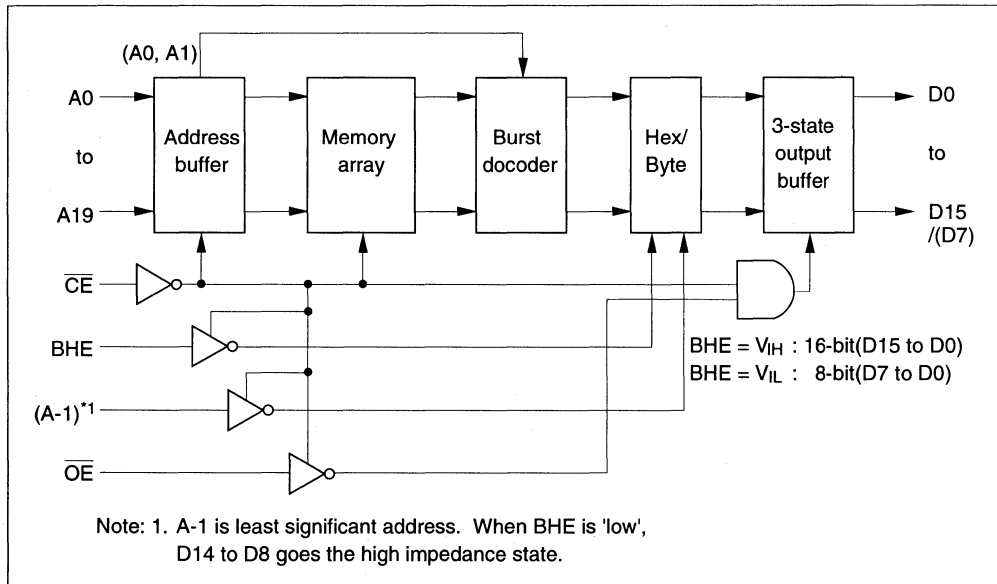 (A0, A1)
A0
to
A19
Address
buffer
Memory
array
Burst
docoder
Hex/
Byte
3-state
output
buffer
D0
to
D15
/(D7)
CE
BHE
(A-1)*1
OE
BHE = VIH : 16-bit(D15 to D0)
BHE = VIL : 8-bit(D7 to D0)
Note: 1. A-1 is least significant address. When BHE is 'low',
D14 to D8 goes the high impedance state.